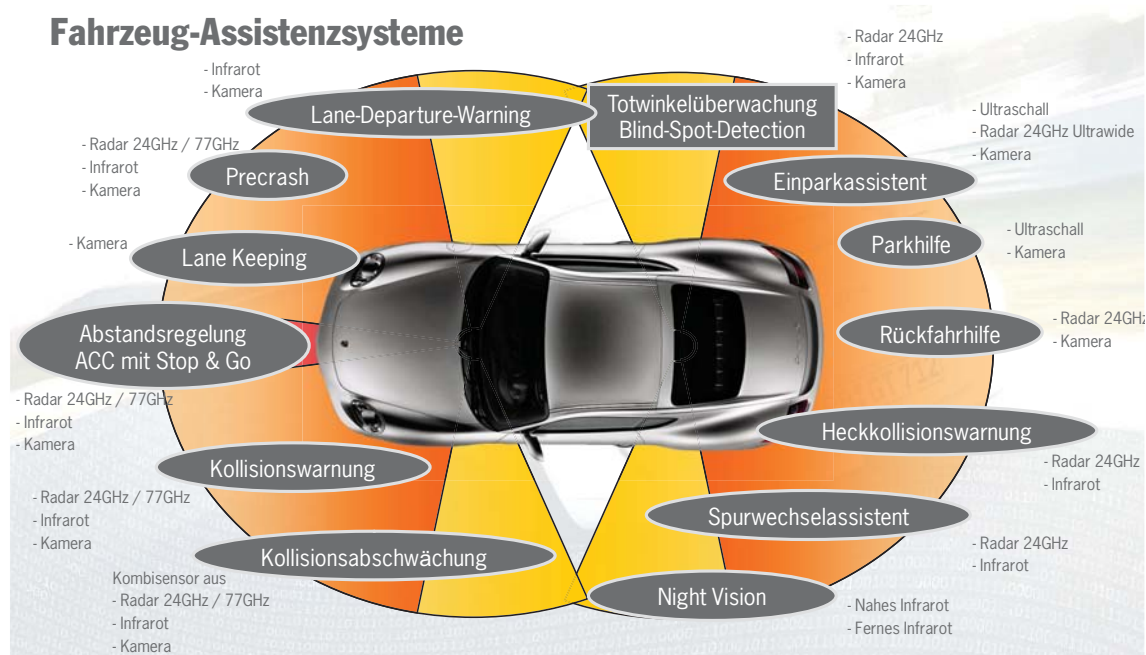 Fahrzeug-Assistenzsysteme
- Infrarot
- Kamera
Lane-Departure-Warning
- Radar 24GHz / 77GHz
- Infrarot
- Kamera
Precrash
- Kamera
Lane Keeping
Abstandsregelung
ACC mit Stop & Go
- Radar 24GHz / 77GHz
- Infrarot
- Kamera
Kollisionswarnung
- Radar 24GHz / 77GHz
- Infrarot
- Kamera
Kollisionsabschwächung
Kombisensor aus
- Radar 24GHz / 77GHz
- Infrarot
- Kamera
- Radar 24GHz
- Infrarot
- Kamera
Totwinkelüberwachung
Blind-Spot-Detection
- Ultraschall
- Radar 24GHz Ultrawide
- Kamera
Einparkassistent
Parkhilfe
- Ultraschall
- Kamera
Rückfahrhilfe
- Radar 24GHz
- Kamera
Heckkollisionswarnung
- Radar 24GHz
- Infrarot
Spurwechselassistent
- Radar 24GHz
- Infrarot
Night Vision
- Nahes Infrarot
- Fernes Infrarot